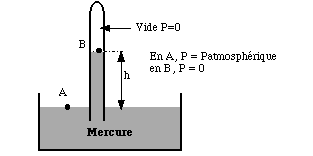 Vide P=0
B
En A, P = Patmosphérique
en B, P = 0
h
A
Mercure